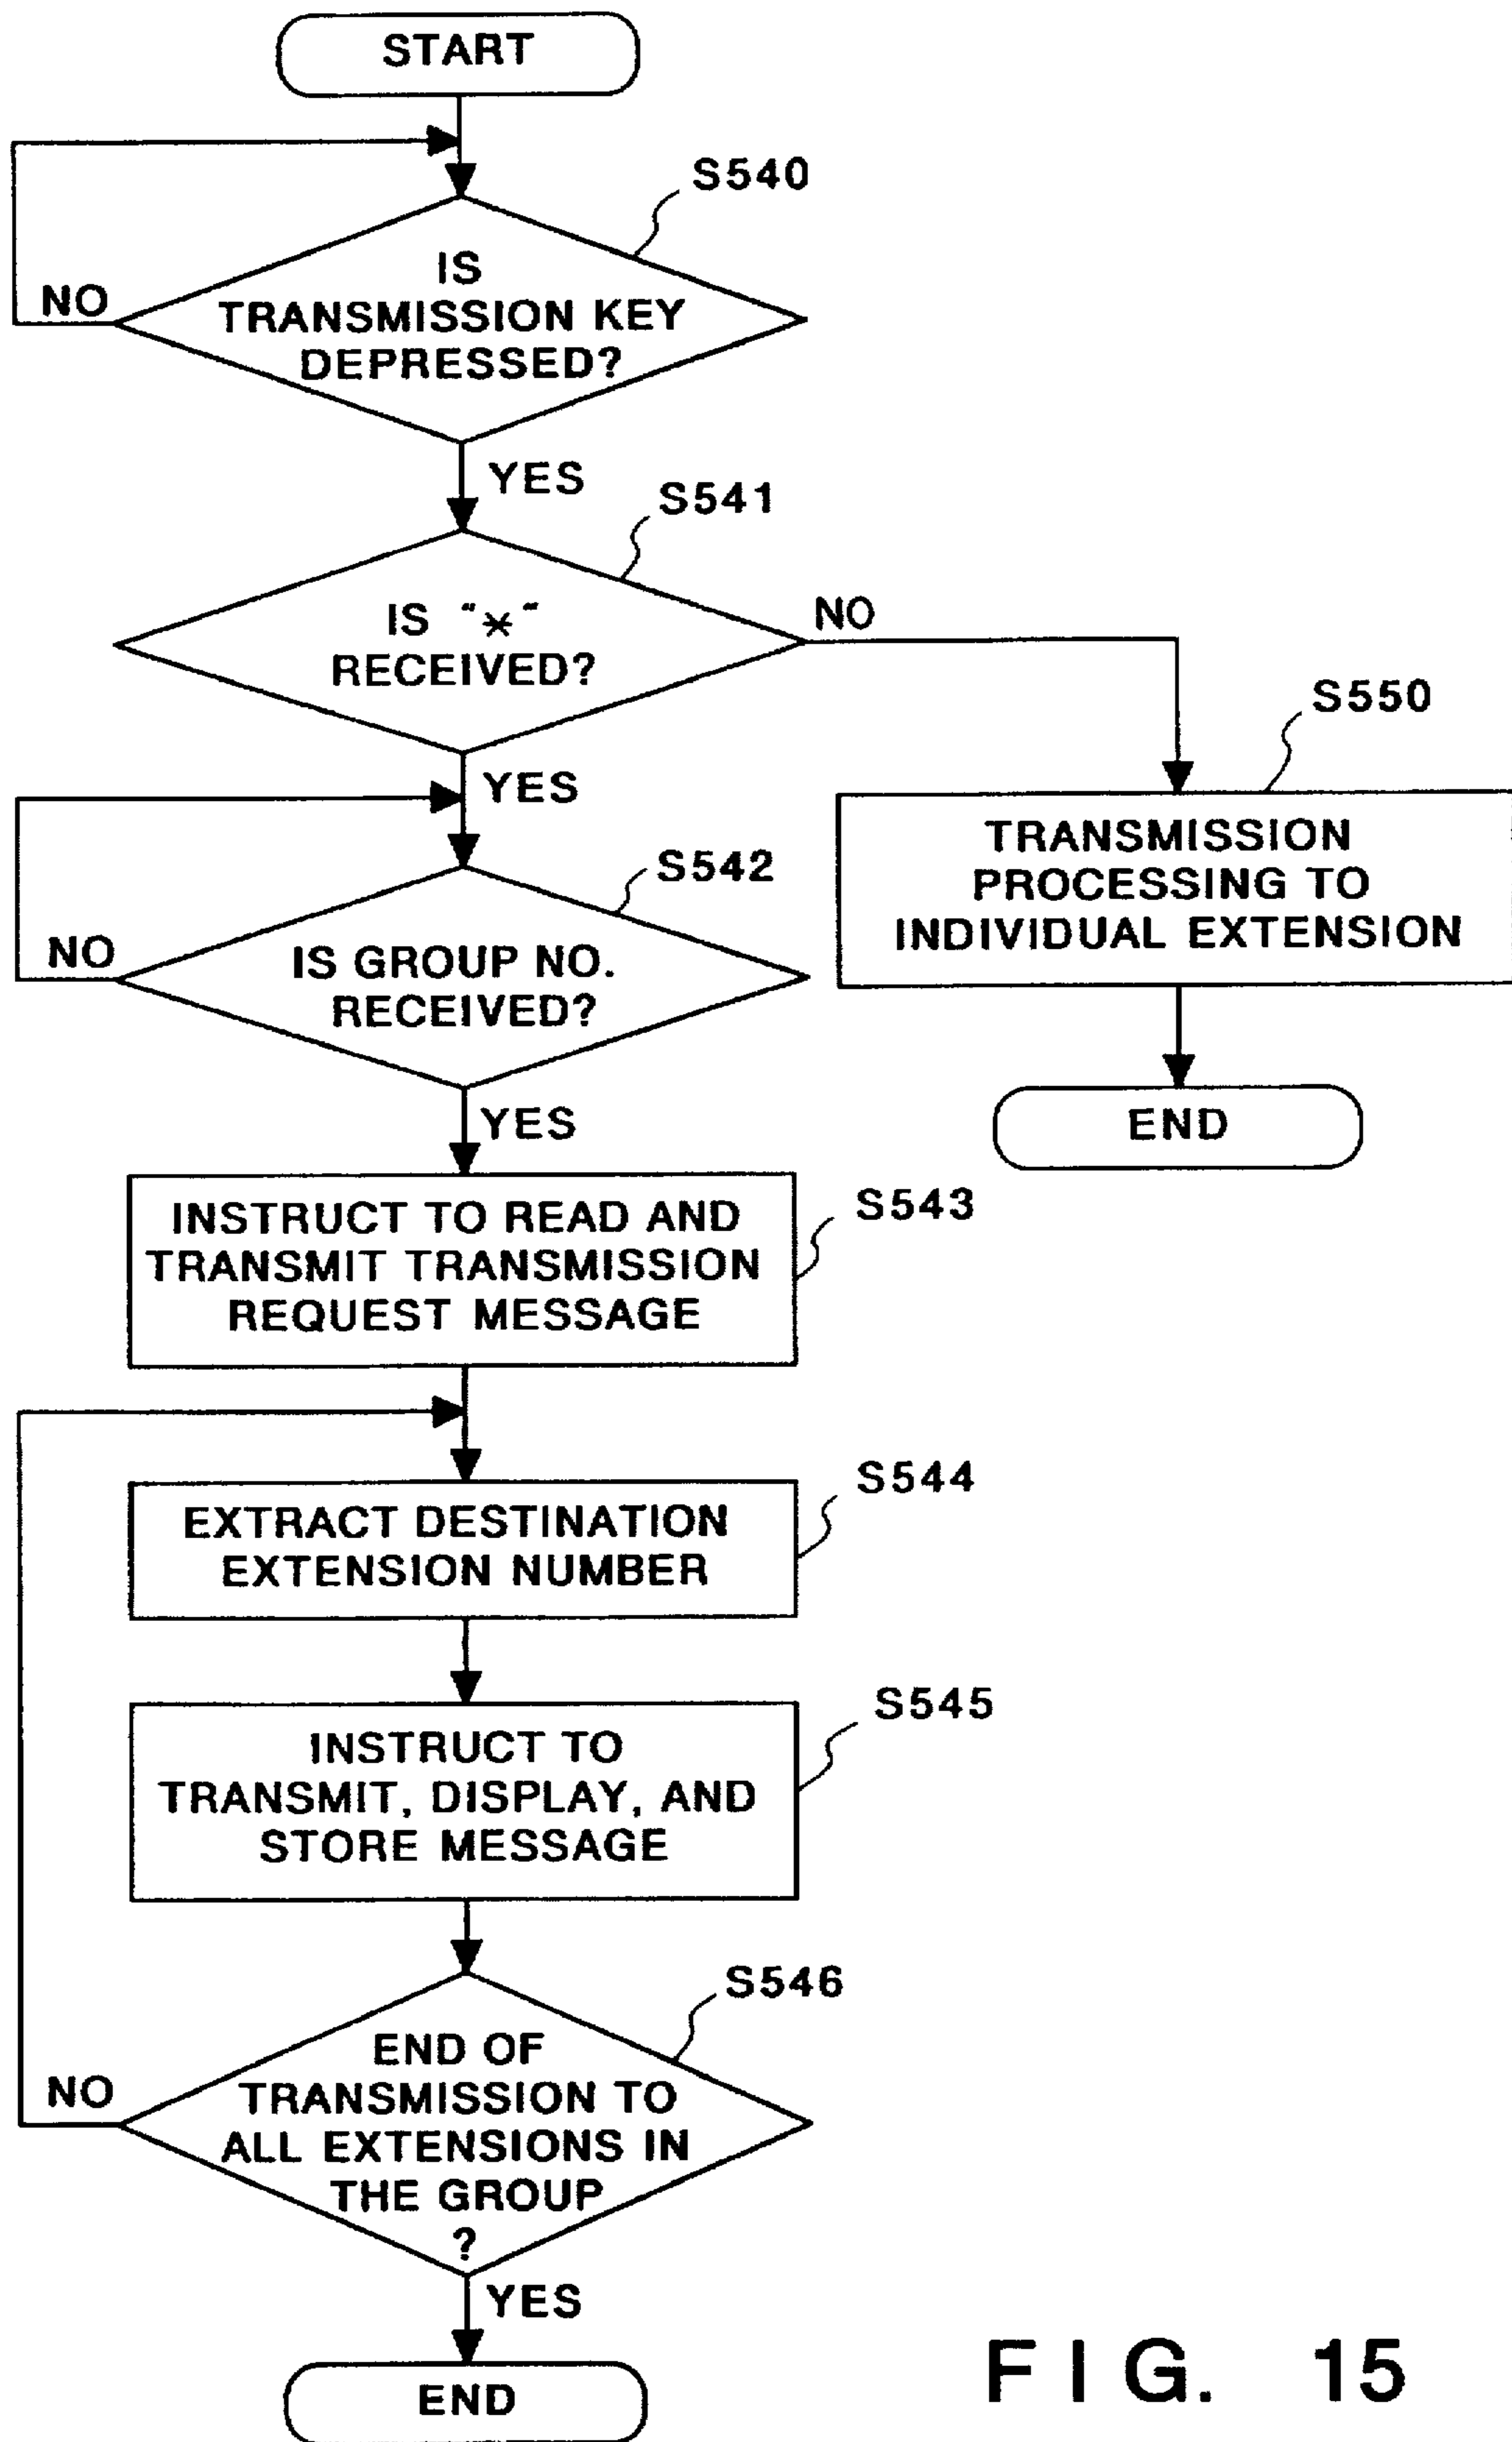 START
S540
IS
TRANSMISSION KEY
DEPRESSED?
NO
YES
S541
IS "*"
RECEIVED?
NO
YES
S550
TRANSMISSION
PROCESSING TO
INDIVIDUAL EXTENSION
END
S542
IS GROUP NO.
RECEIVED?
NO
YES
S543
INSTRUCT TO READ AND
TRANSMIT TRANSMISSION
REQUEST MESSAGE
S544
EXTRACT DESTINATION
EXTENSION NUMBER
S545
INSTRUCT TO
TRANSMIT, DISPLAY, AND
STORE MESSAGE
S546
END OF
TRANSMISSION TO
ALL EXTENSIONS IN
THE GROUP
?
NO
YES
END
FIG. 15